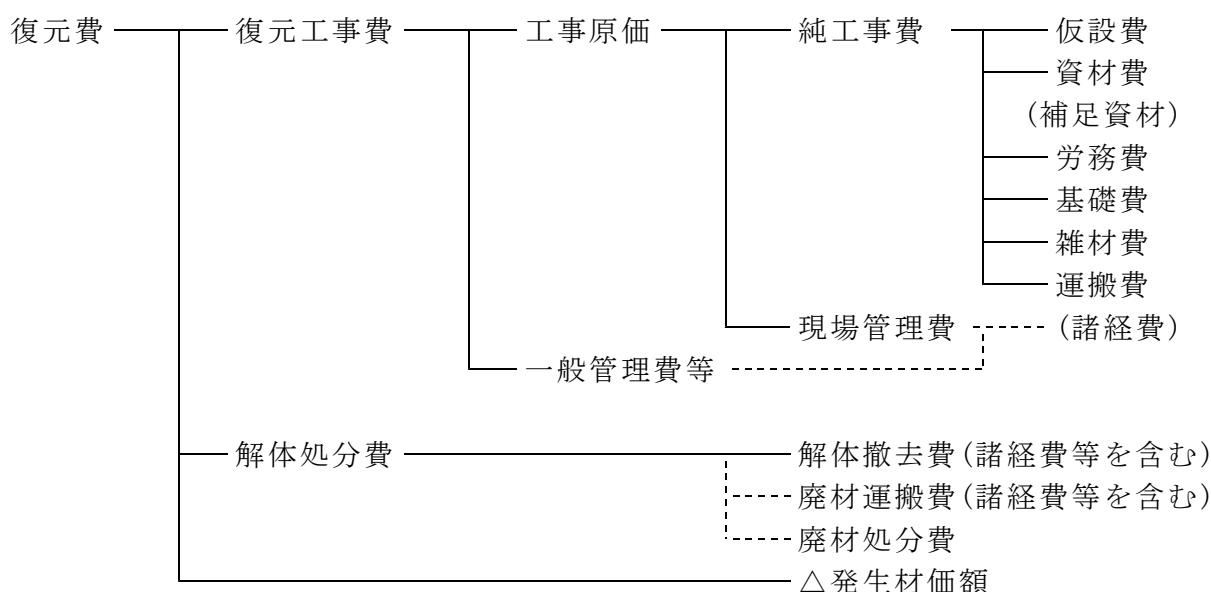 復元費 復元工事費 工事原価 純工事費 仮設費
資材費
(補足資材)
労務費
基礎費
雑材費
運搬費
現場管理費 (諸経費)
一般管理費等
解体処分費 解体撤去費(諸経費等を含む)
廃材運搬費(諸経費等を含む)
廃材処分費
△発生材価額